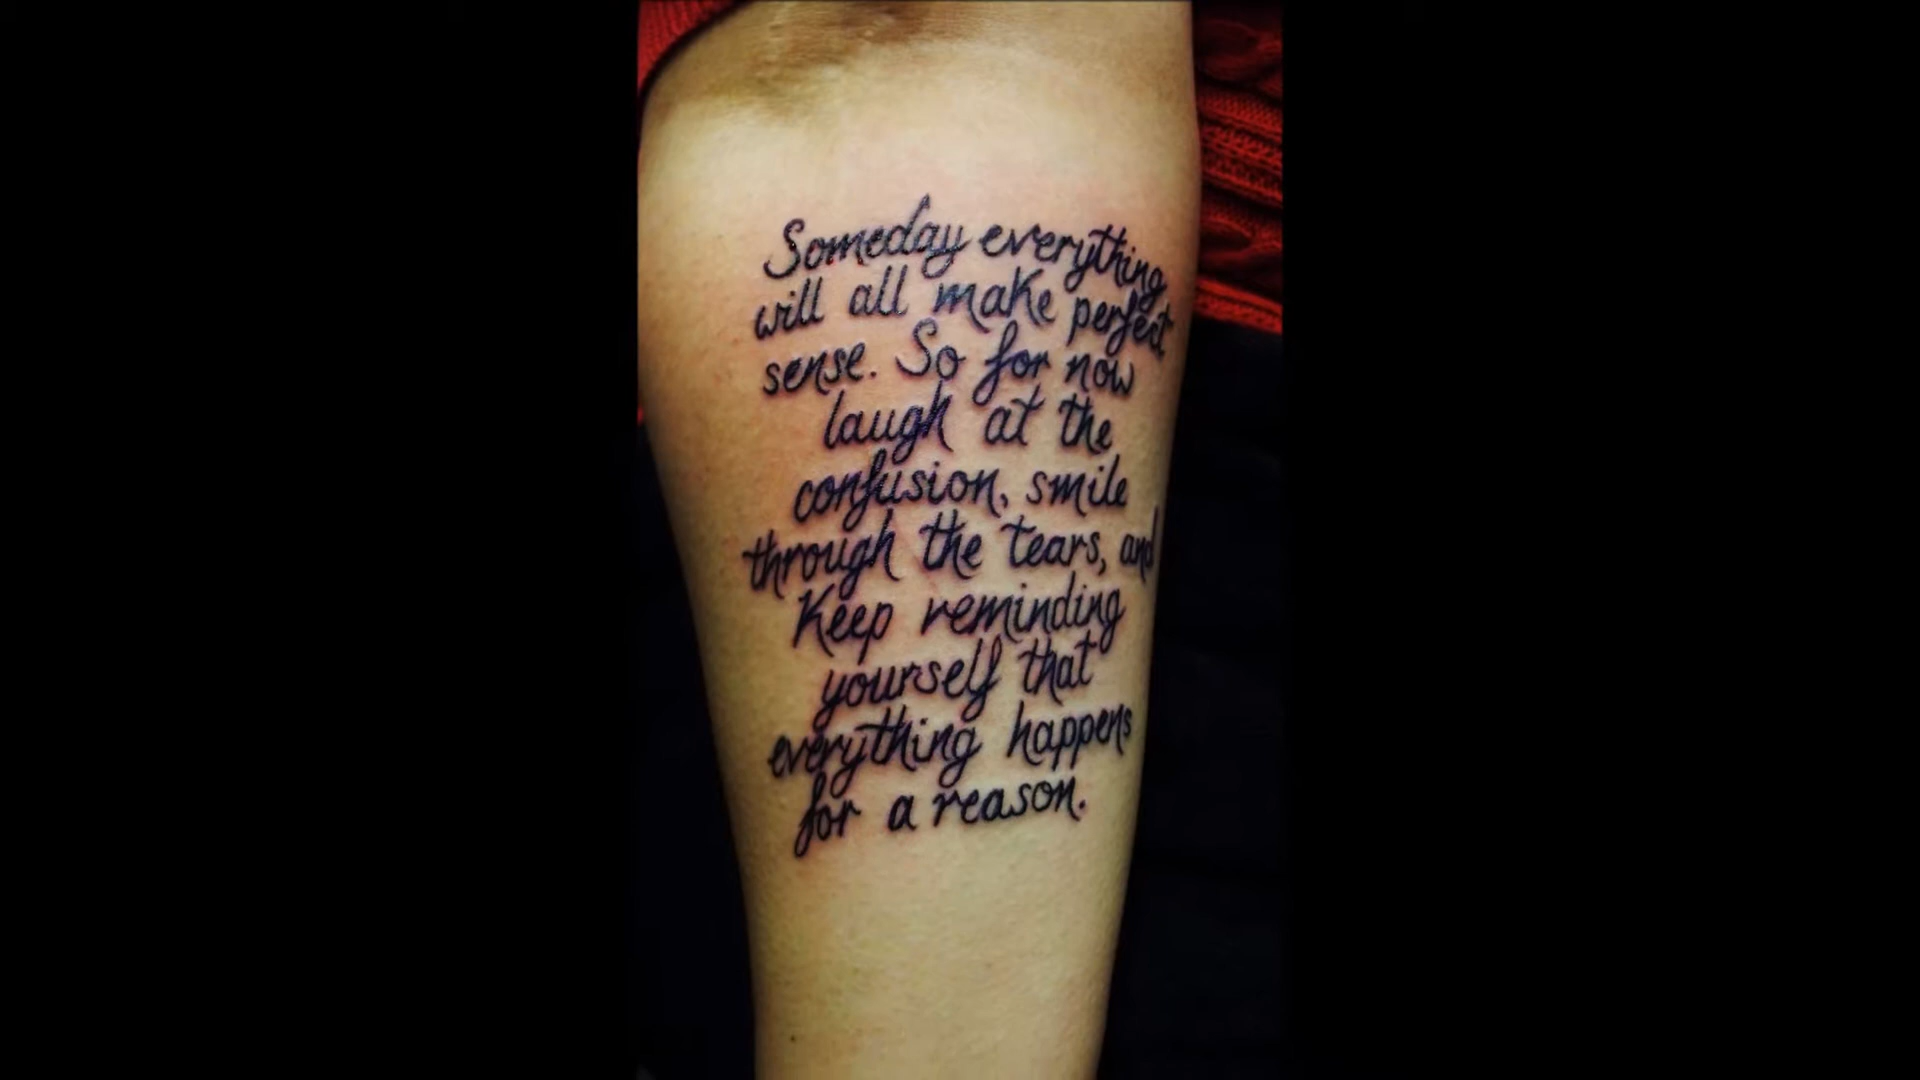 Someday everything
will all make perfect
sense. So for now
laugh at the
confusion, smile
through the tears, and
Keep reminding
yourself that
everything happens
for a reason.